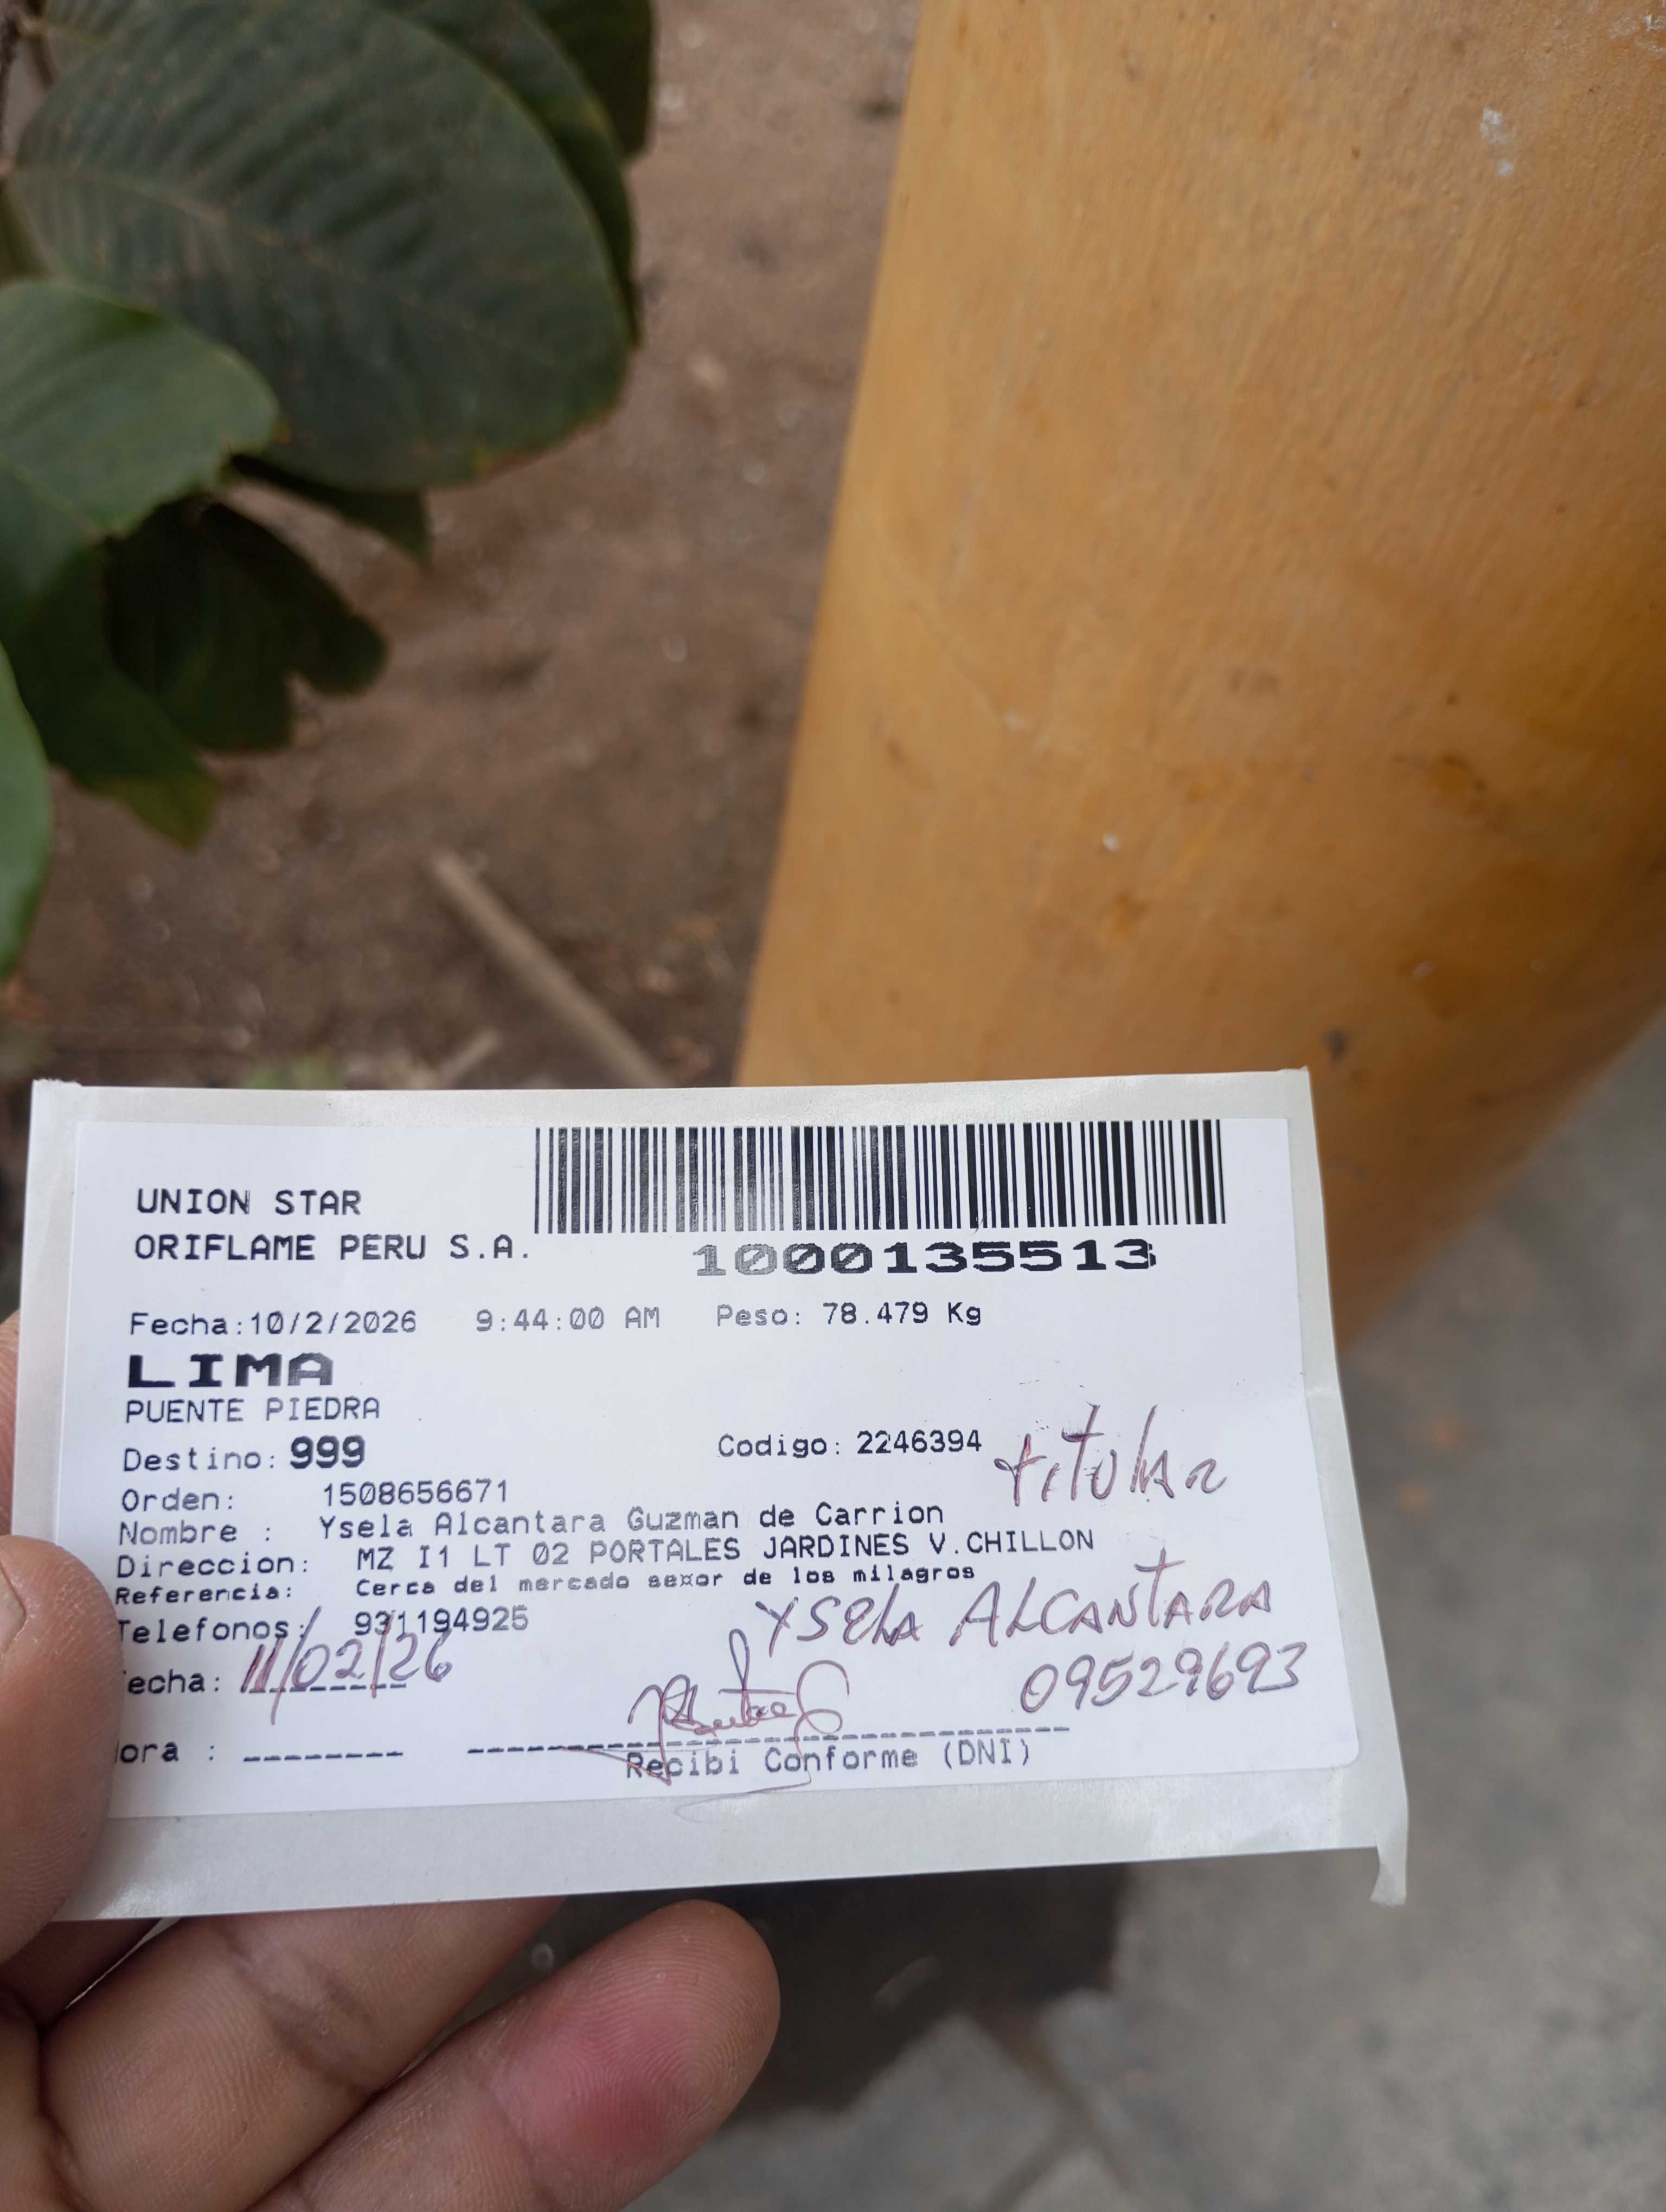 UNION STAR
ORIFLAME PERU S.A.
1000135513
Fecha:10/2/2026 9:44:00 AM Peso: 78.479 Kg
LIMA
PUENTE PIEDRA
Destino: 999 Codigo: 2246394 titular
Orden: 1508656671
Nombre : Ysela Alcantara Guzman de Carrion
Direccion: MZ I1 LT 02 PORTALES JARDINES V.CHILLON
Referencia: Cerca del mercado sexor de los milagros
Telefonos: 931194925 YSELA ALCANTARA
echa: 11/02/26 09529693
ora :
Recibi Conforme (DNI)